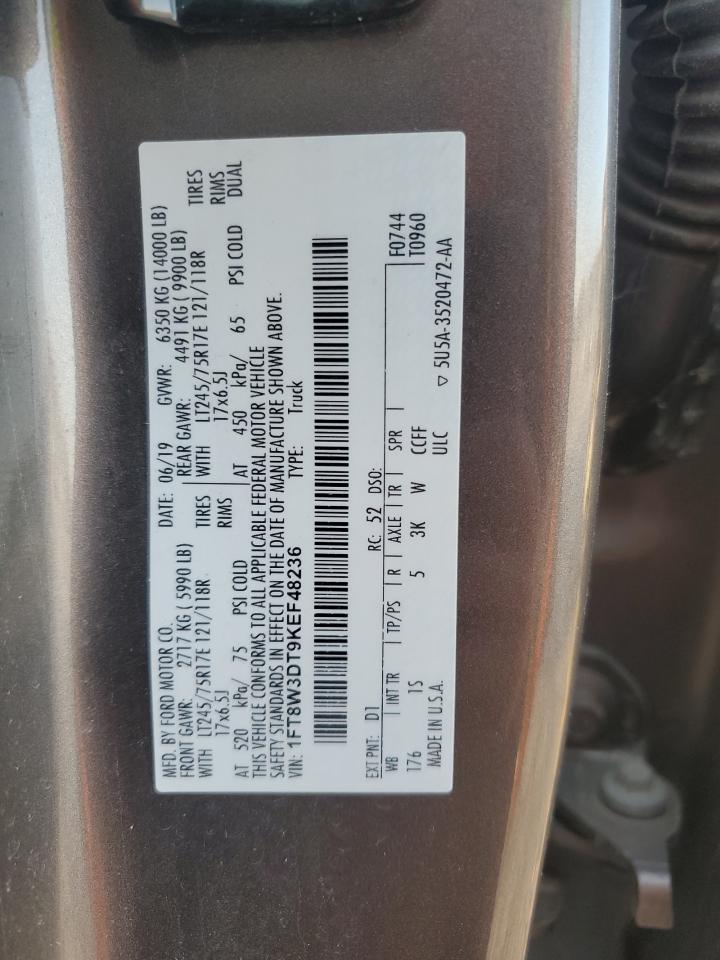 MFD. BY FORD MOTOR CO. DATE: 06/19 GVWR: 6350 KG (14000 LB)
FRONT GAWR: 2717 KG ( 5990 LB) REAR GAWR: 4491 KG ( 9900 LB)
WITH LT245/75R17E 121/118R TIRES WITH LT245/75R17E 121/118R TIRES
17x6.5J RIMS 17x6.5J RIMS
AT 520 kPa/ 75 PSI COLD AT 450 kPa/ 65 PSI COLD DUAL
THIS VEHICLE CONFORMS TO ALL APPLICABLE FEDERAL MOTOR VEHICLE
SAFETY STANDARDS IN EFFECT ON THE DATE OF MANUFACTURE SHOWN ABOVE.
VIN: 1FT8W3DT9KEF48236 TYPE: Truck
EXT PNT: D1 RC: 52 DSO:
WB | INT TR | TP/PS | R | AXLE | TR | SPR | F0744
176 1S 5 3K W CCFF T0960
MADE IN U.S.A. ULC ▽ 5U5A-3520472-AA